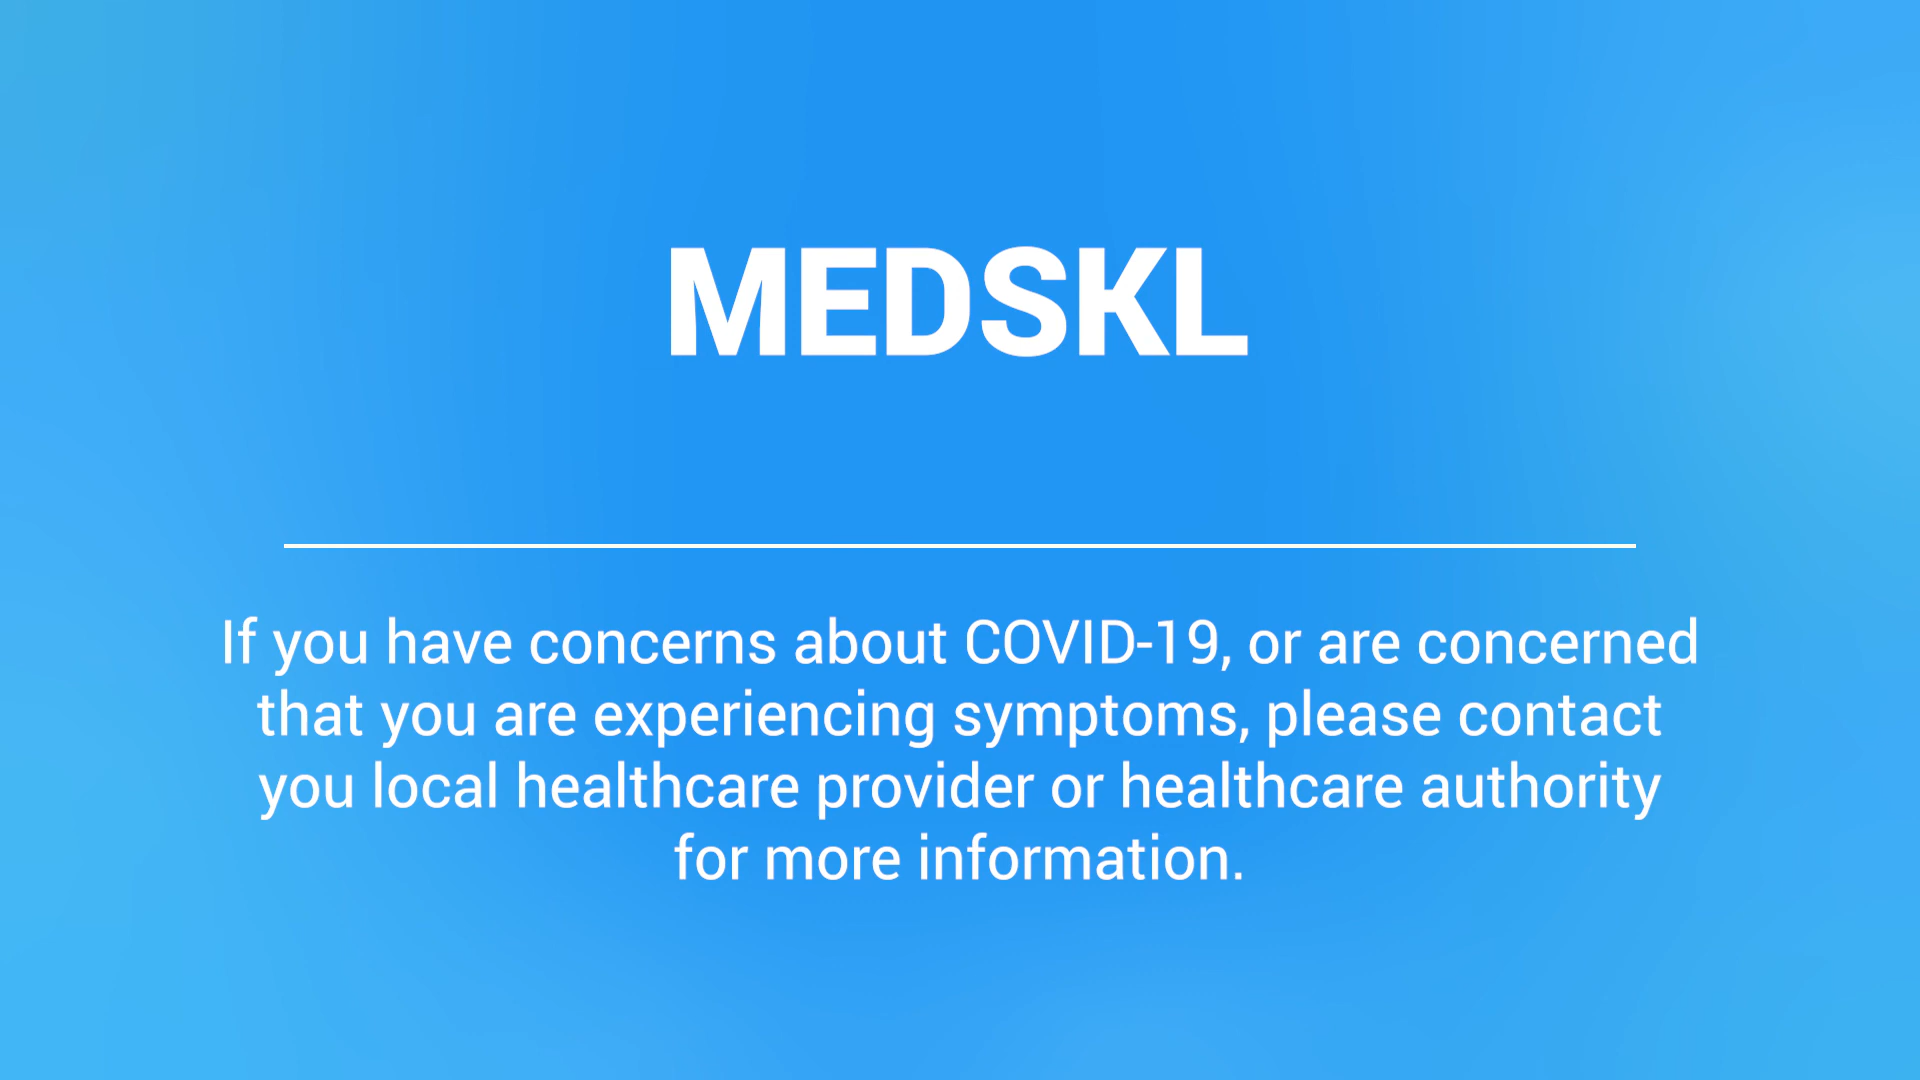 MEDSKL
If you have concerns about COVID-19, or are concerned
that you are experiencing symptoms, please contact
you local healthcare provider or healthcare authority
for more information.